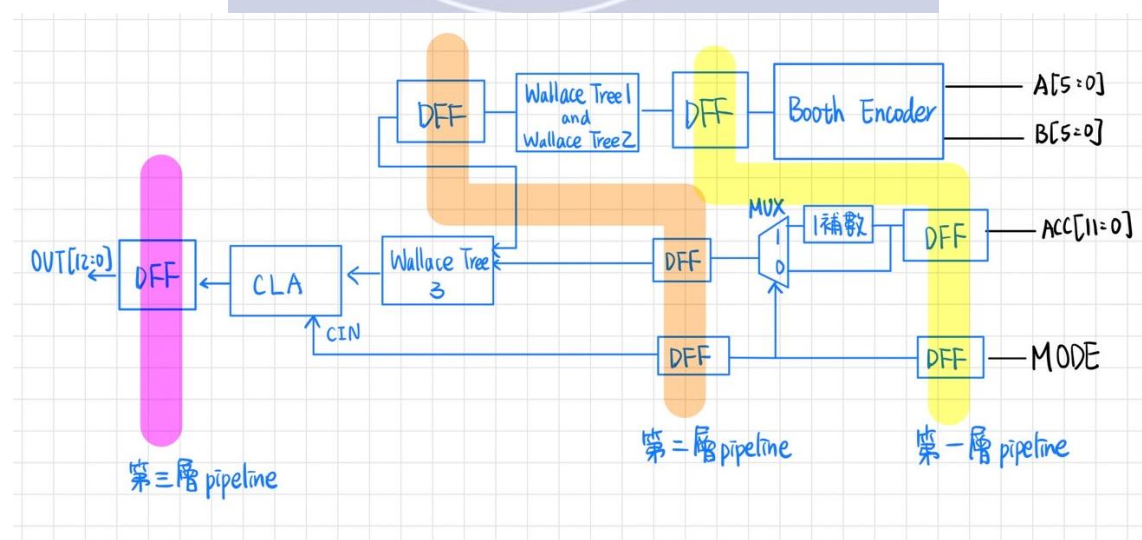 DFF
Wallace Tree1
and
Wallace Tree2
DFF
Booth Encoder
A[5:0]
B[5:0]
MUX
1
0
1補數
DFF
ACC[11:0]
OUT[12:0]
DFF
CLA
Wallace Tree
3
DFF
CIN
DFF
DFF
MODE
第三層 pipeline
第二層 pipeline
第一層 pipeline